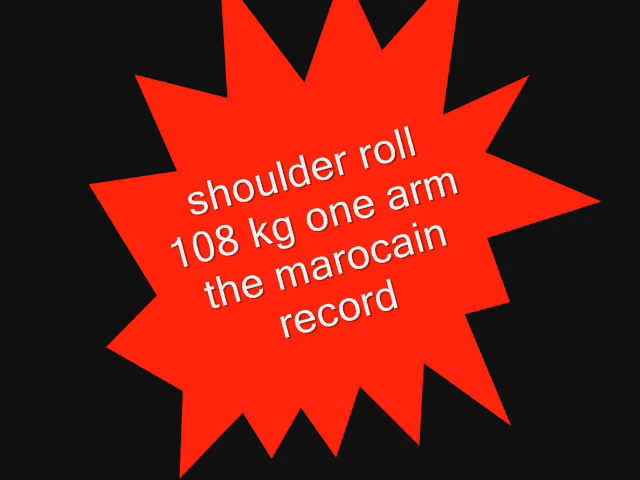 shoulder roll
108 kg one arm
the marocain
record